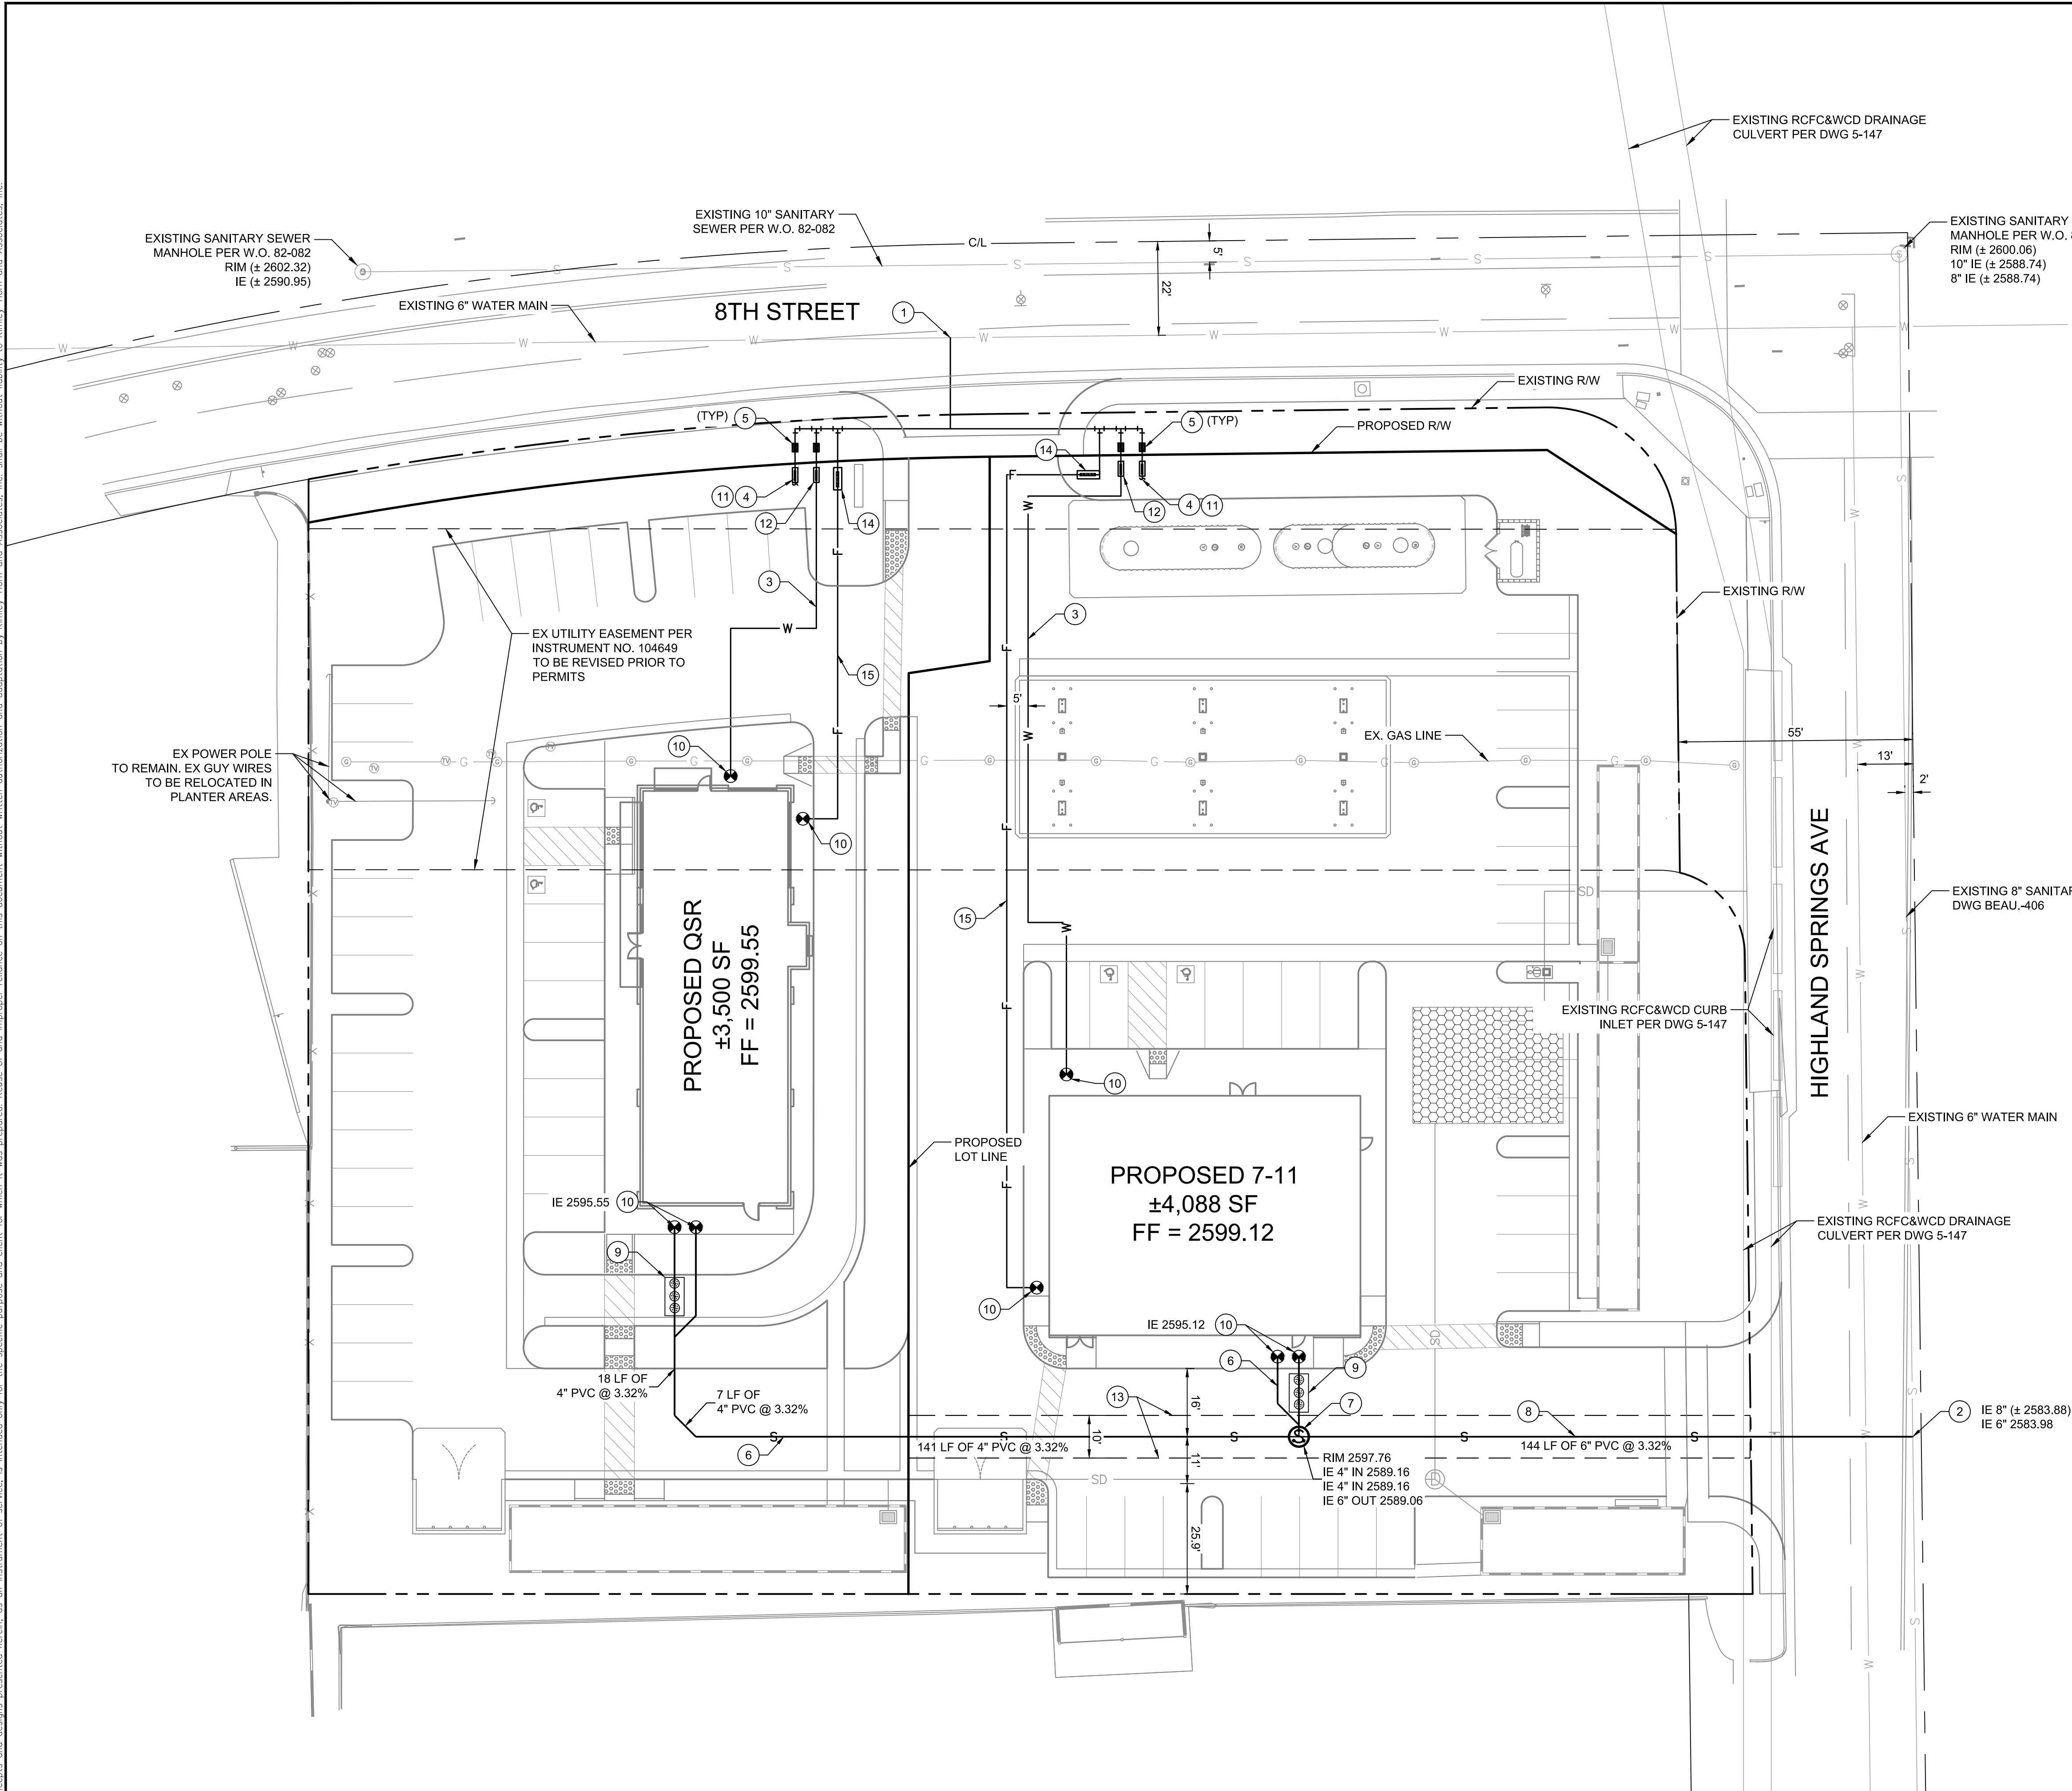 EXISTING RCFC&WCD DRAINAGE
CULVERT PER DWG 5-147
EXISTING SANITARY SEWER
MANHOLE PER W.O. 82-082
RIM (± 2602.32)
IE (± 2590.95)
EXISTING 10" SANITARY
SEWER PER W.O. 82-082
C/L
5'
22'
EXISTING SANITARY
MANHOLE PER W.O.
RIM (± 2600.06)
10" IE (± 2588.74)
8" IE (± 2588.74)
EXISTING 6" WATER MAIN
8TH STREET
1
EXISTING R/W
PROPOSED R/W
(TYP) 5
5 (TYP)
14
11 4
12
14
12
4 11
3
3
EXISTING R/W
EX UTILITY EASEMENT PER
INSTRUMENT NO. 104649
TO BE REVISED PRIOR TO
PERMITS
15
5'
EX POWER POLE
TO REMAIN. EX GUY WIRES
TO BE RELOCATED IN
PLANTER AREAS.
10
10
EX. GAS LINE
55'
13'
2'
HIGHLAND SPRINGS AVE
PROPOSED QSR
±3,500 SF
FF = 2599.55
15
SD
EXISTING 8" SANITAR
DWG BEAU.-406
EXISTING RCFC&WCD CURB
INLET PER DWG 5-147
10
EXISTING 6" WATER MAIN
PROPOSED
LOT LINE
PROPOSED 7-11
±4,088 SF
FF = 2599.12
IE 2595.55 10
EXISTING RCFC&WCD DRAINAGE
CULVERT PER DWG 5-147
9
10
IE 2595.12 10
6
9
18 LF OF
4" PVC @ 3.32%
7 LF OF
4" PVC @ 3.32%
13
16'
7
8
2 IE 8" (± 2583.88)
IE 6" 2583.98
6
141 LF OF 4" PVC @ 3.32%
10'
11'
144 LF OF 6" PVC @ 3.32%
RIM 2597.76
IE 4" IN 2589.16
IE 4" IN 2589.16
IE 6" OUT 2589.06
SD
SD
25.9'